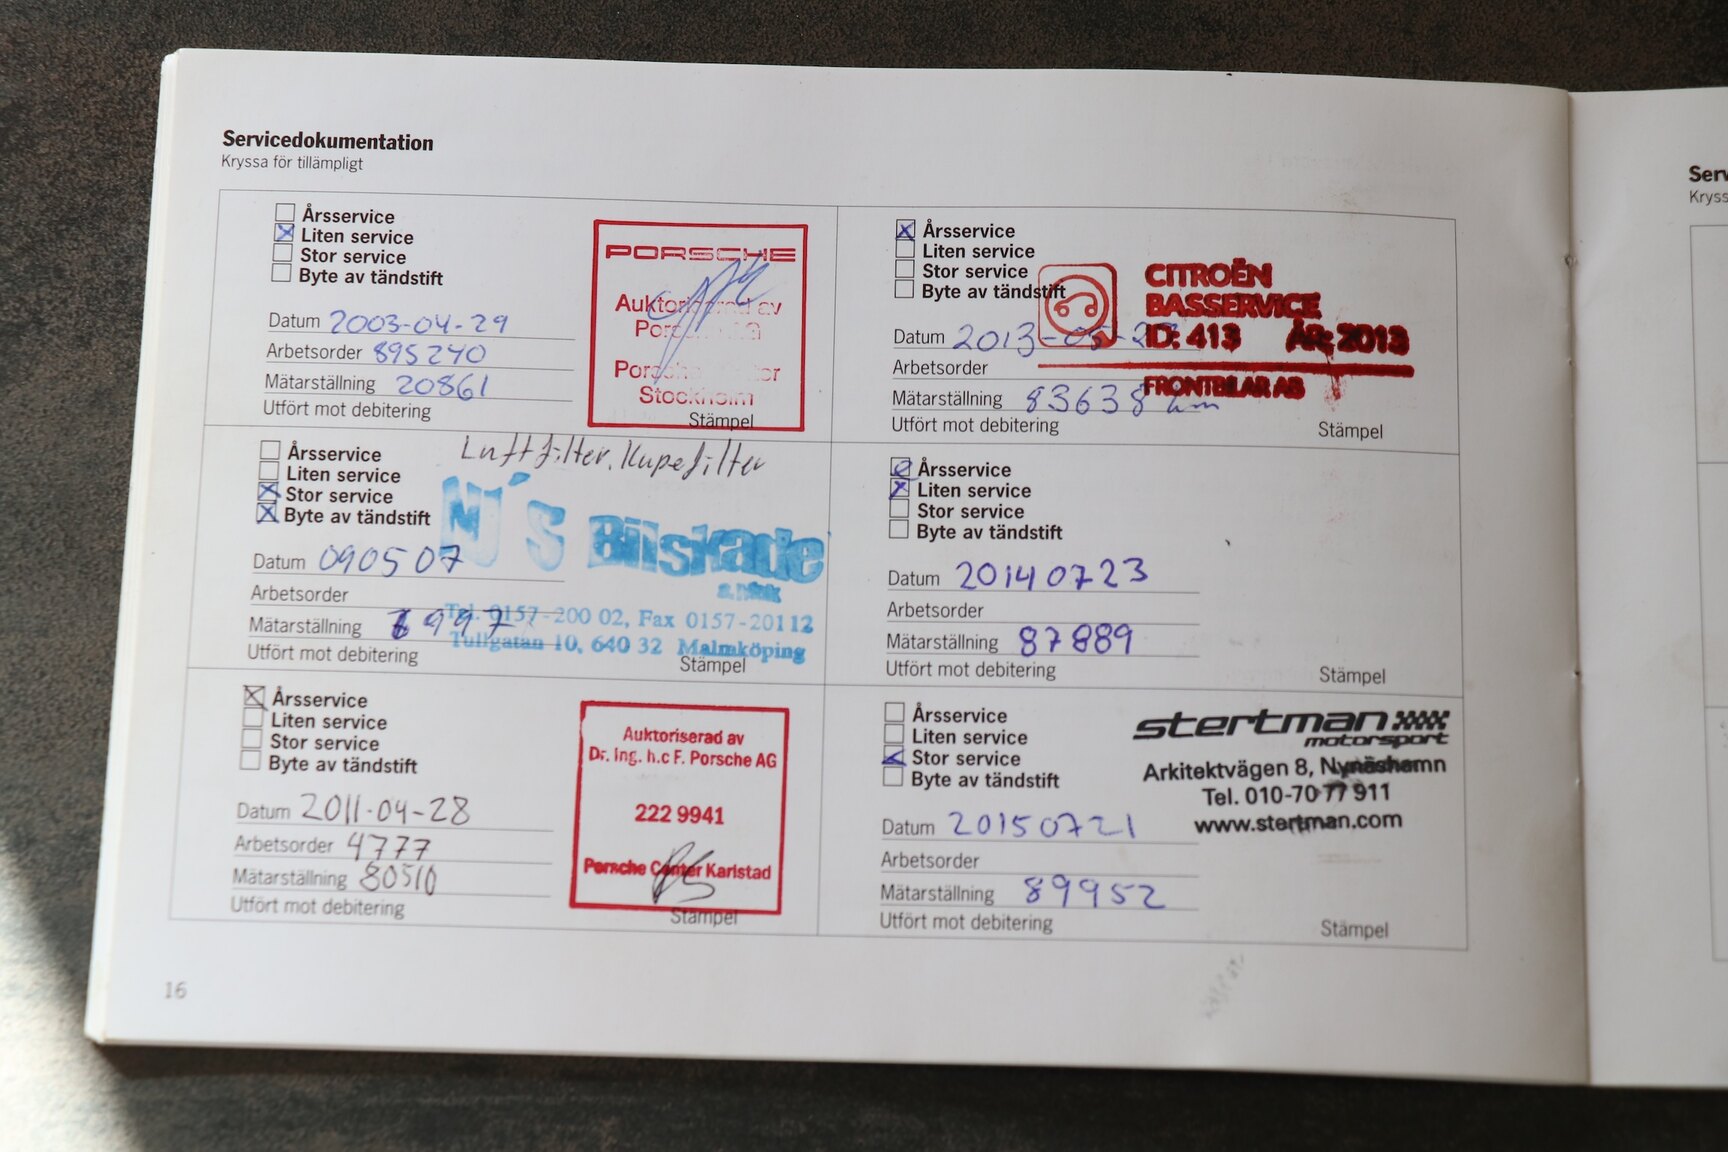 Servicedokumentation
Kryssa för tillämpligt
Årsservice
Liten service
Stor service
Byte av tändstift
Datum 2003-04-29
Arbetsorder 895240
Mätarställning 20861
Utfört mot debitering
PORSCHE
Auktoriserad av
Porsche AG
Stockholm
Stämpel
Luftfilter, Kupefilter
Årsservice
Liten service
Stor service
Byte av tändstift
Datum 090507
Arbetsorder
Mätarställning
Utfört mot debitering
N's Bilskade
Tel. 0157-200 02, Fax 0157-20112
Tullgatan 10, 640 32 Malmköping
Stämpel
Årsservice
Liten service
Stor service
Byte av tändstift
Datum 2011-04-28
Arbetsorder 4777
Mätarställning 80510
Utfört mot debitering
Auktoriserad av
Dr. Ing. h.c F. Porsche AG
222 9941
Porsche Center Karlstad
Stämpel
Årsservice
Liten service
Stor service
Byte av tändstift
Datum 2013-05-
Arbetsorder
Mätarställning 83638 km
Utfört mot debitering
CITROËN
BASSERVICE
ID: 413 ÅR: 2013
FRONTBILAR AB
Stämpel
Årsservice
Liten service
Stor service
Byte av tändstift
Datum 20140723
Arbetsorder
Mätarställning 87889
Utfört mot debitering
Stämpel
Årsservice
Liten service
Stor service
Byte av tändstift
Datum 20150721
Arbetsorder
Mätarställning 89952
Utfört mot debitering
stertman
motorsport
Arkitektvägen 8, Nynäshamn
Tel. 010-70 77 911
www.stertman.com
Stämpel
16
Serv
Kryss